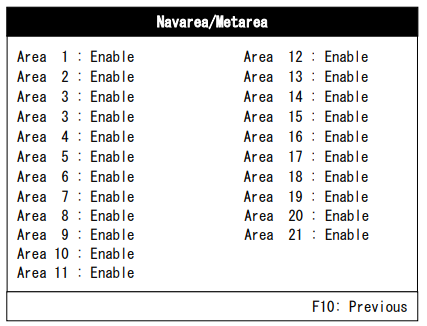 Navarea/Metarea
Area 1 : Enable
Area 2 : Enable
Area 3 : Enable
Area 3 : Enable
Area 4 : Enable
Area 5 : Enable
Area 6 : Enable
Area 7 : Enable
Area 8 : Enable
Area 9 : Enable
Area 10 : Enable
Area 11 : Enable
Area 12 : Enable
Area 13 : Enable
Area 14 : Enable
Area 15 : Enable
Area 16 : Enable
Area 17 : Enable
Area 18 : Enable
Area 19 : Enable
Area 20 : Enable
Area 21 : Enable
F10: Previous